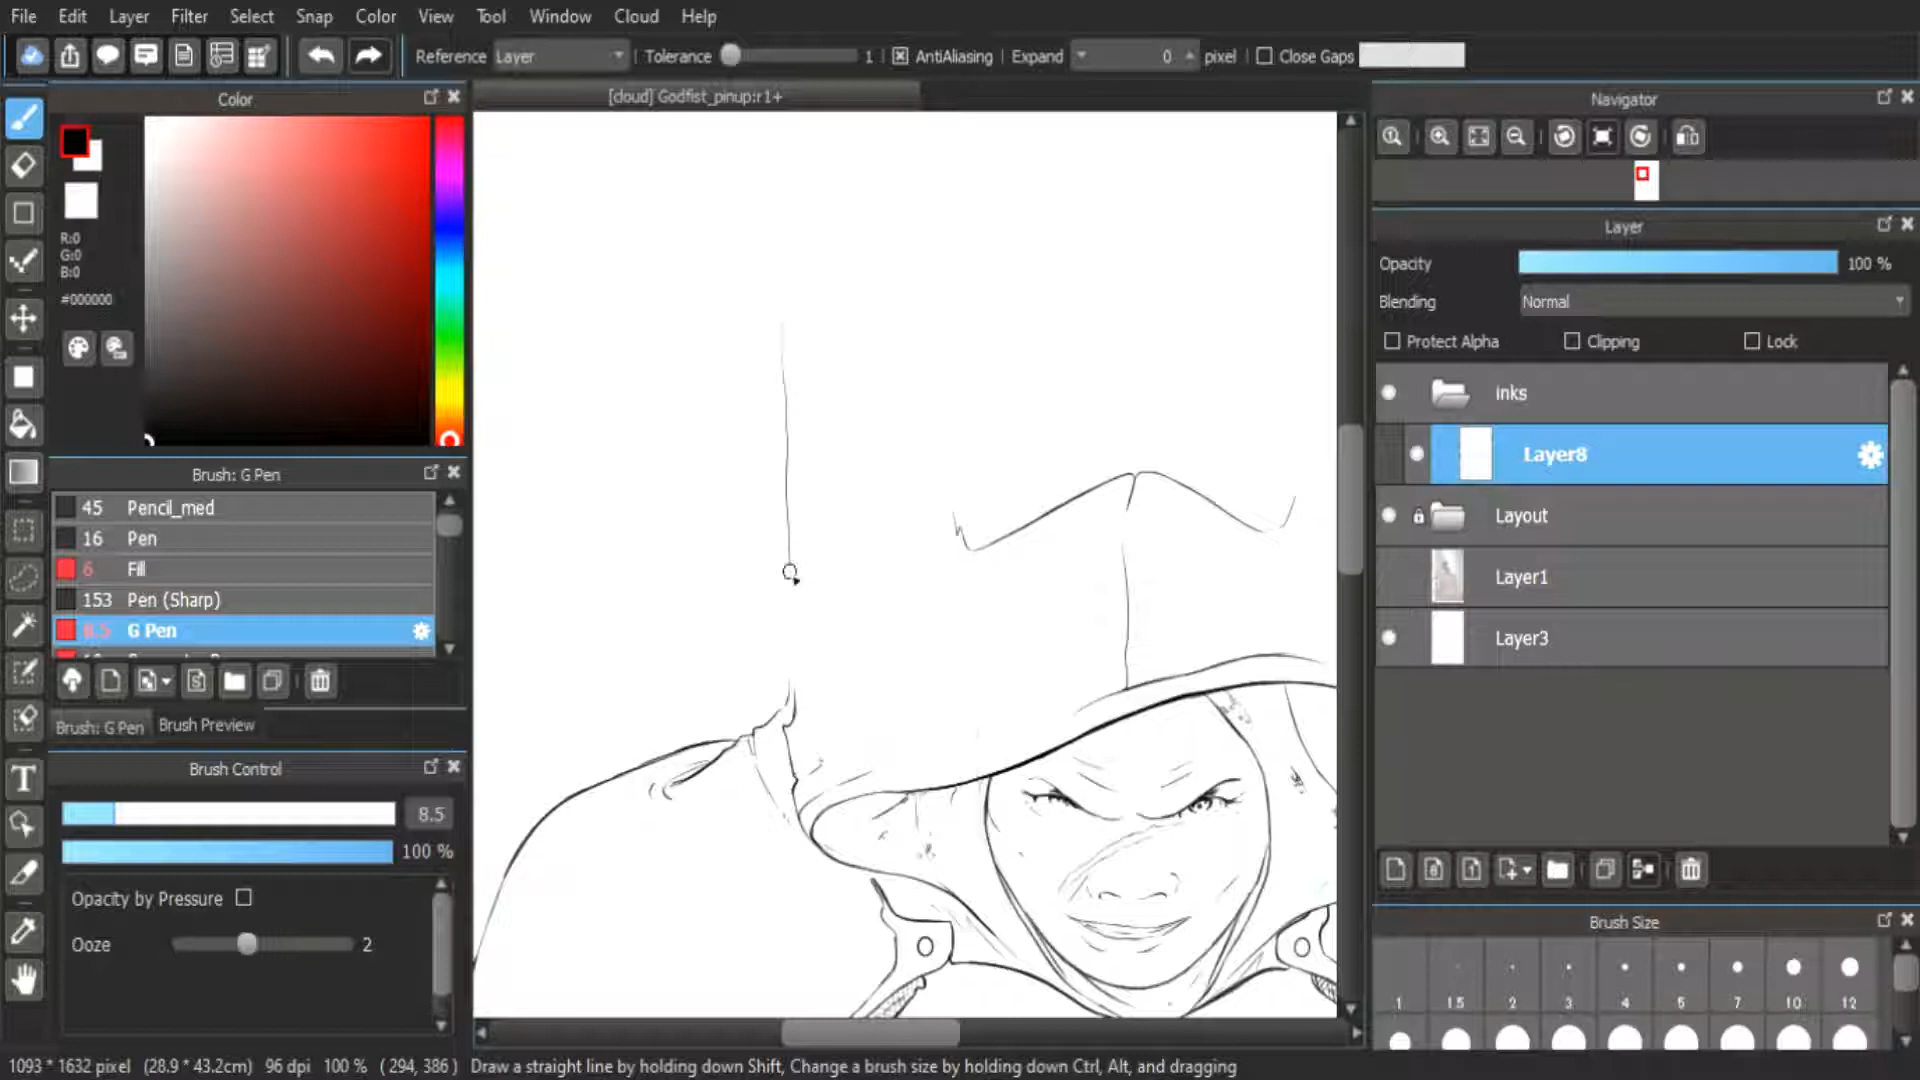 File Edit Layer Filter Select Snap Color View Tool Window Cloud Help
Reference Layer Tolerance 1 AntiAliasing Expand 0 pixel Close Gaps
Color
[cloud] Godfist_pinup:r1+
Navigator
R:0
G:0
B:0
#000000
Layer
Opacity 100 %
Blending Normal
Protect Alpha Clipping Lock
inks
Layer8
Layout
Layer1
Layer3
Brush: G Pen
45 Pencil_med
16 Pen
6 Fill
153 Pen (Sharp)
8.5 G Pen
Brush: G Pen Brush Preview
Brush Control
8.5
100 %
Opacity by Pressure
Ooze 2
Brush Size
1 1.5 2 3 4 5 7 10 12
1093 * 1632 pixel (28.9 * 43.2cm) 96 dpi 100 % ( 294, 386 ) Draw a straight line by holding down Shift, Change a brush size by holding down Ctrl, Alt, and dragging